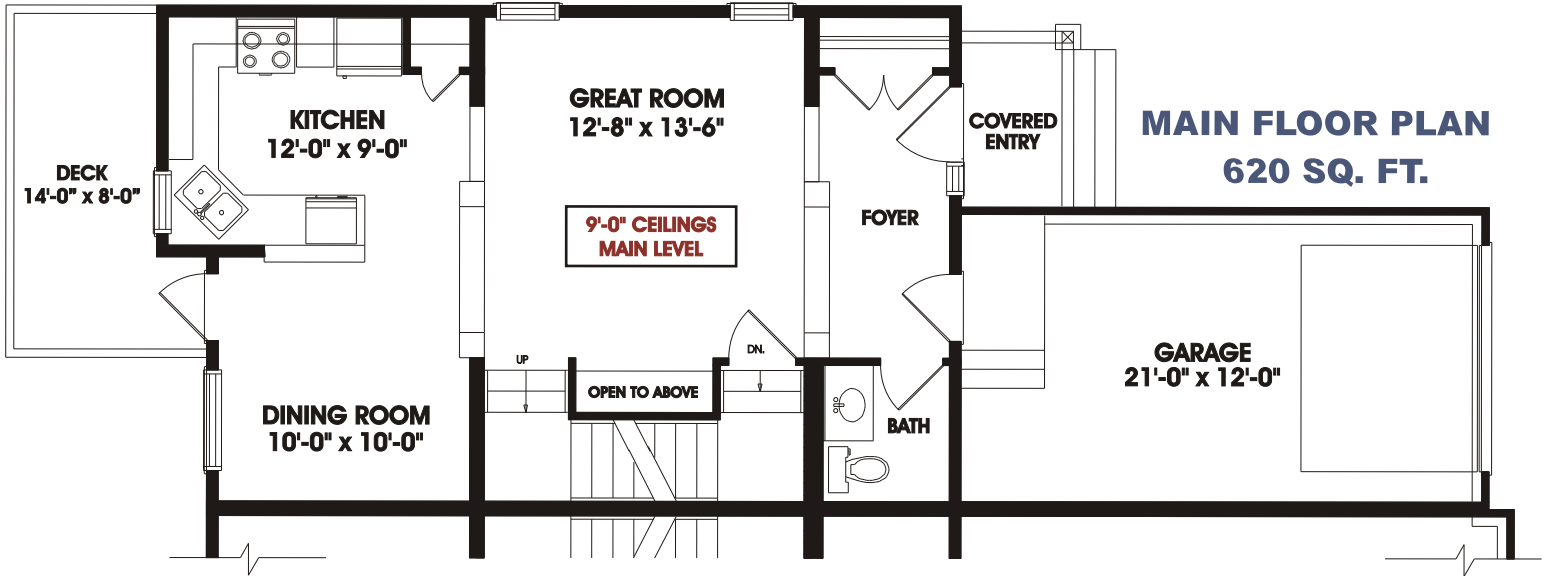 KITCHEN
12'-0" x 9'-0"
GREAT ROOM
12'-8" x 13'-6"
COVERED
ENTRY
MAIN FLOOR PLAN
620 SQ. FT.
DECK
14'-0" x 8'-0"
9'-0" CEILINGS
MAIN LEVEL
FOYER
UP
DN.
GARAGE
21'-0" x 12'-0"
OPEN TO ABOVE
DINING ROOM
10'-0" x 10'-0"
BATH